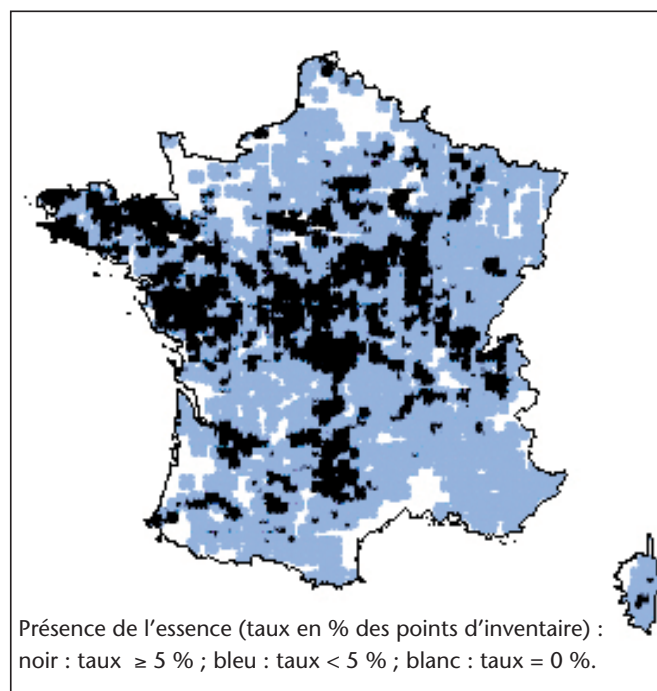 Présence de l'essence (taux en % des points d'inventaire) :
noir : taux ≥ 5 % ; bleu : taux < 5 % ; blanc : taux = 0 %.